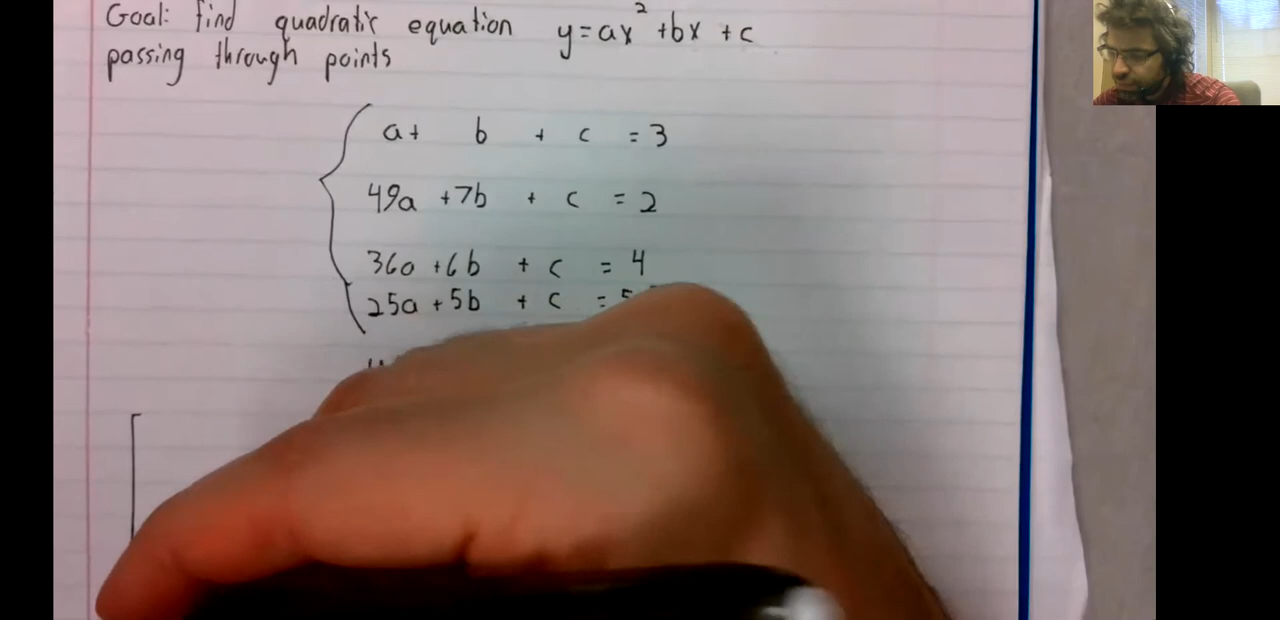 Goal: find quadratic equation y=ax²+bx+c
passing through points
a+ b + c = 3
49a +7b + c = 2
36a +6b + c = 4
25a +5b + c =